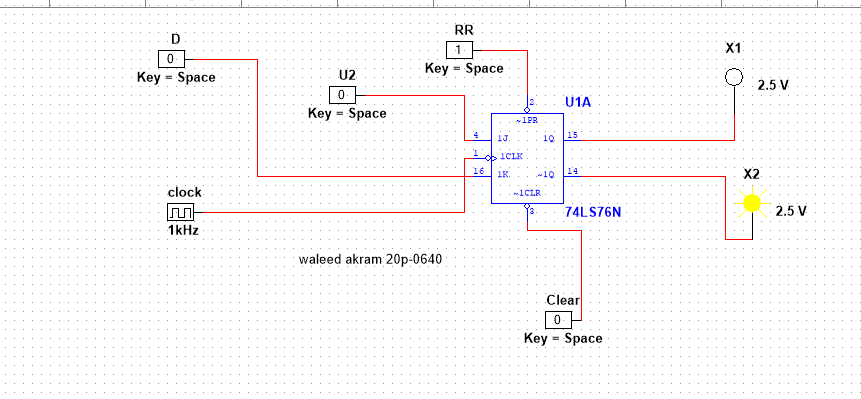 D
0
Key = Space
RR
1
Key = Space
U2
0
Key = Space
X1
2.5 V
U1A
2
~1PR
4
1J
1Q
15
1
1CLK
16
1K
~1Q
14
~1CLR
3
74LS76N
X2
2.5 V
clock
1kHz
waleed akram 20p-0640
Clear
0
Key = Space